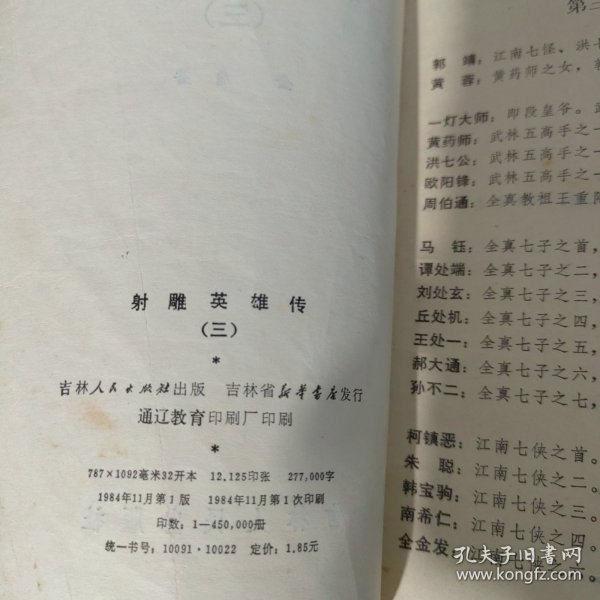 射雕英雄传
（三）
*
吉林人民出版社出版 吉林省新华书店发行
通辽教育印刷厂印刷
*
787×1092毫米32开本 12.125印张 277,000字
1984年11月第1版 1984年11月第1次印刷
印数：1—450,000册
统一书号：10091·10022 定价：1.85元
第
郭 靖：江南七怪、洪
黄 蓉：黄药师之女，
一灯大师：即段皇爷。
黄药师：武林五高手之一
洪七公：武林五高手之一
欧阳锋：武林五高手之一
周伯通：全真教祖王重
马 钰：全真七子之首，
谭处端：全真七子之二，
刘处玄：全真七子之三，
丘处机：全真七子之四，
王处一：全真七子之五，
郝大通：全真七子之六，
孙不二：全真七子之七，
柯镇恶：江南七侠之首。
朱 聪：江南七侠之二。
韩宝驹：江南七侠之三。
南希仁：江南七侠之四。
全金发：江南七侠之
孔夫子旧书网
www.kongfz.com